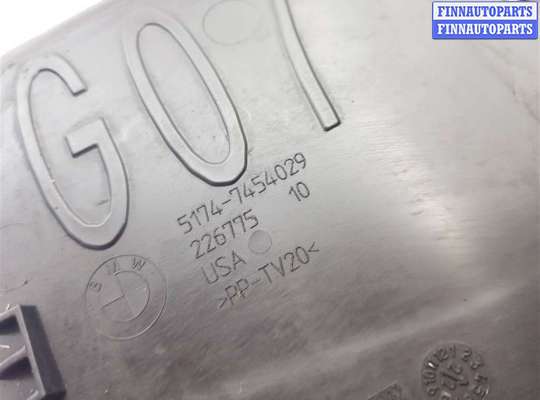 FINNAUTOPARTS
FINNAUTOPARTS
G07
5174-7454029
226775 10
USA
>PP-TV20<
BMW